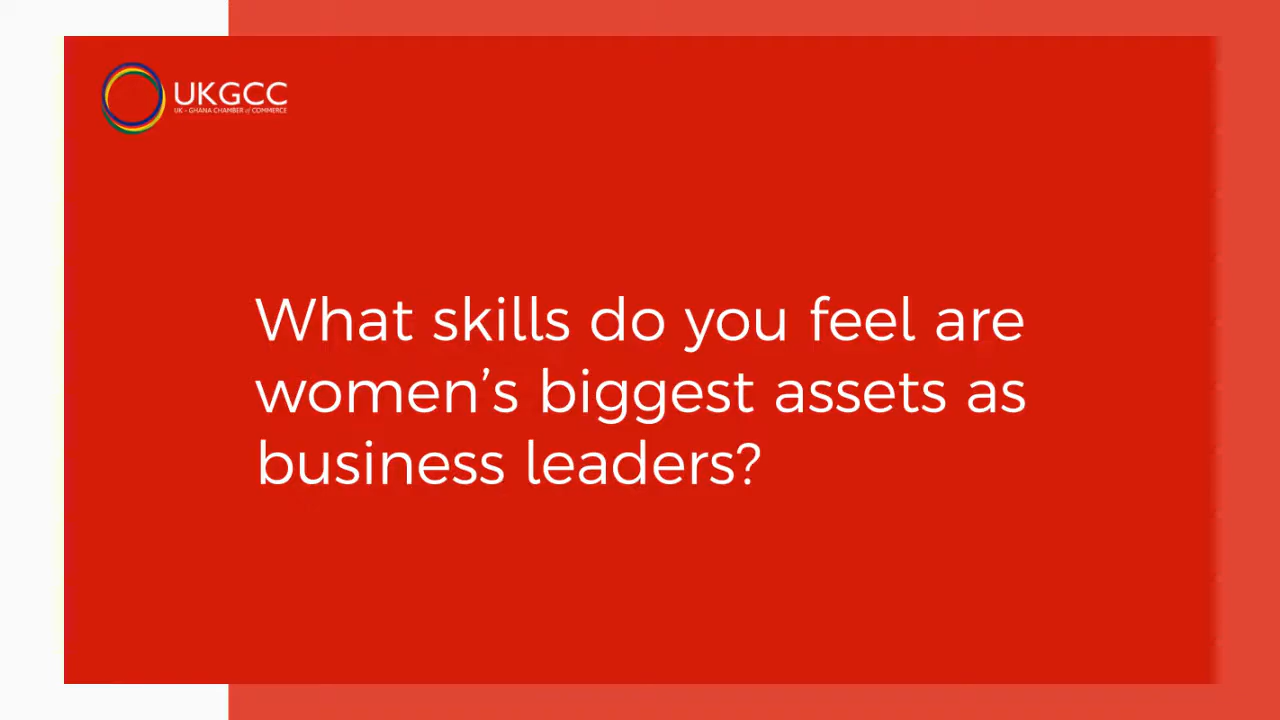 UKGCC
UK - GHANA CHAMBER of COMMERCE
What skills do you feel are
women’s biggest assets as
business leaders?